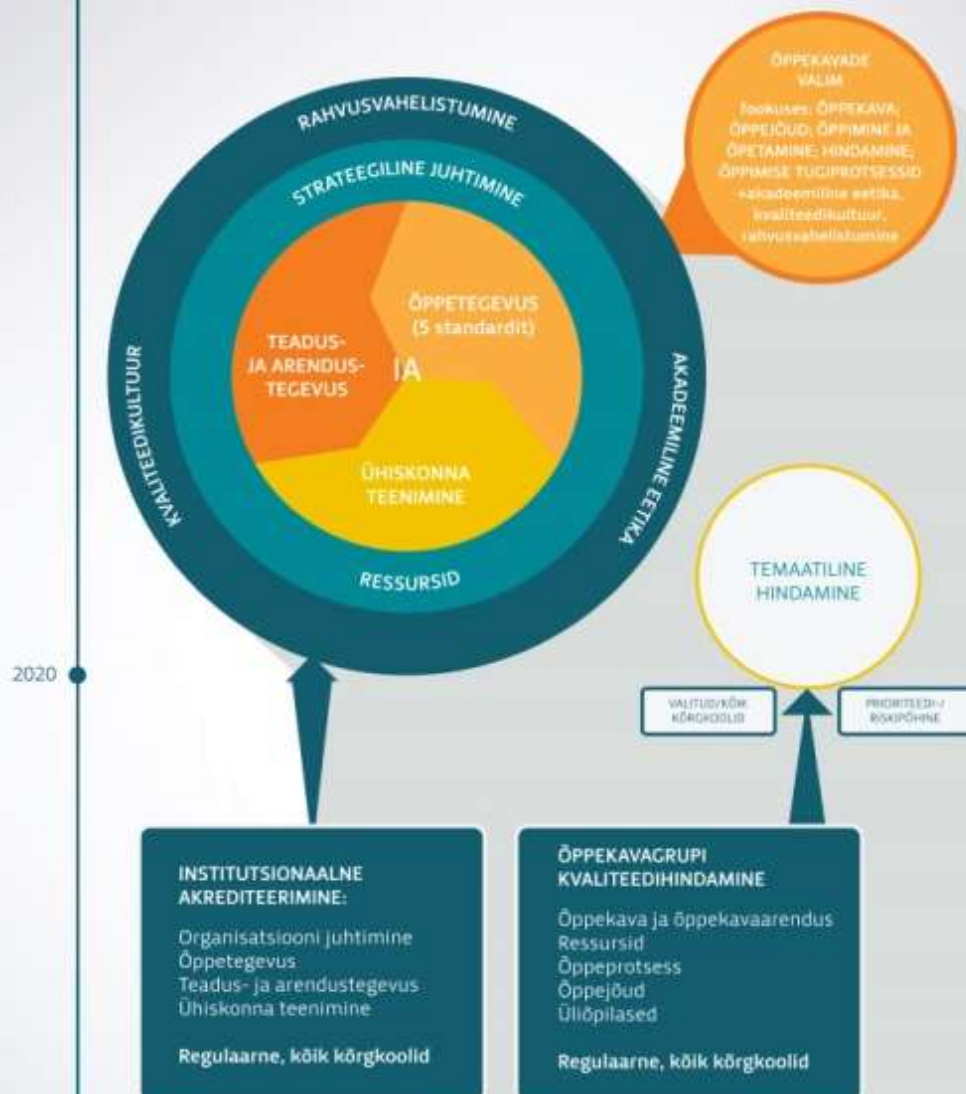 ÕPPEKAVADE
VALIM
fookuses: ÕPPEKAVA;
ÕPPEJÕUD; ÕPPIMINE JA
ÕPETAMINE; HINDAMINE;
ÕPPIMISE TUGIPROTSESSID
+akadeemiline eetika,
kvaliteedikultuur,
rahvusvahelistumine
RAHVUSVAHELISTUMINE
STRATEEGILINE JUHTIMINE
ÕPPETEGEVUS
(5 standardit)
TEADUS-
JA ARENDUS-
TEGEVUS
IA
KVALITEEDIKULTUUR
AKADEEMILINE EETIKA
ÜHISKONNA
TEENIMINE
RESSURSID
TEMAATILINE
HINDAMINE
2020
VALITUD/KÕIK
KÕRGKOOLID
PRIORITEEDI-/
RISKIPÕHINE
INSTITUTSIONAALNE
AKREDITEERIMINE:
Organisatsiooni juhtimine
Õppetegevus
Teadus- ja arendustegevus
Ühiskonna teenimine
Regulaarne, kõik kõrgkoolid
ÕPPEKAVAGRUPI
KVALITEEDIHINDAMINE
Õppekava ja õppekavaarendus
Ressursid
Õppeprotsess
Õppejõud
Üliõpilased
Regulaarne, kõik kõrgkoolid